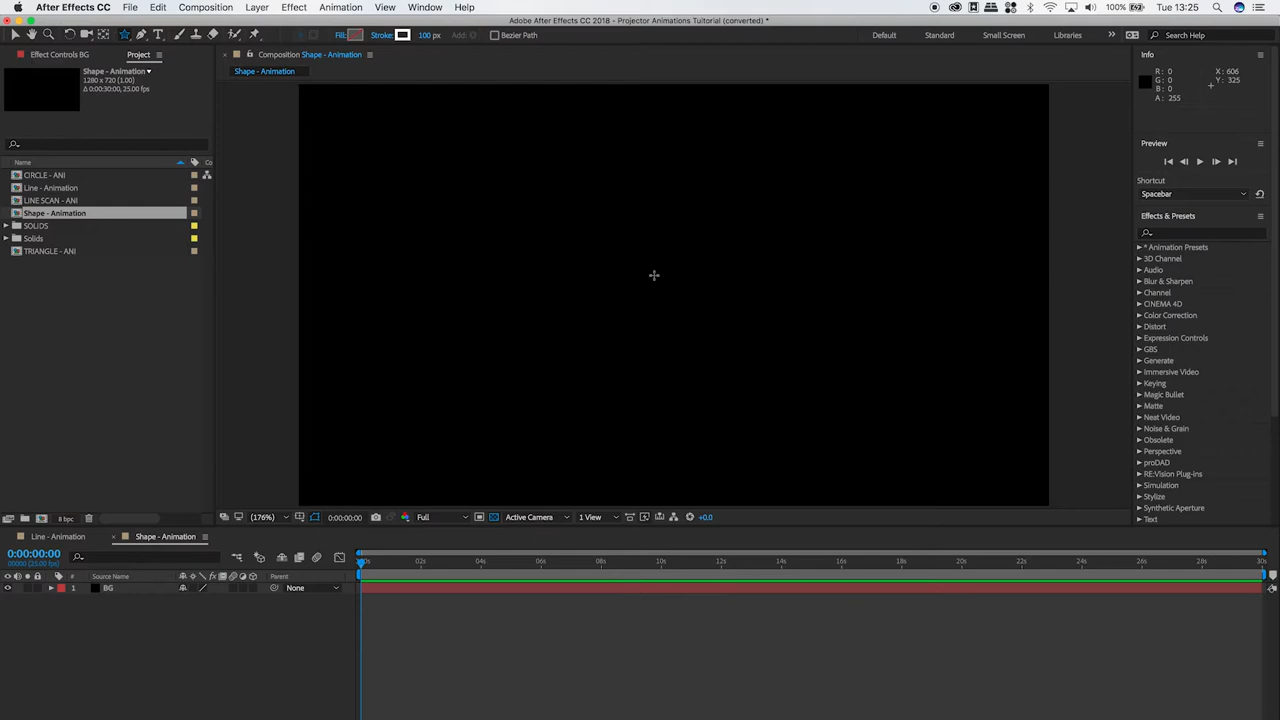 After Effects CC File Edit Composition Layer Effect Animation View Window Help 100% Tue 13:25
Adobe After Effects CC 2018 - Projector Animations Tuitorial (converted) *
Fill: Stroke: 100 px Add: Bezier Path Default Standard Small Screen Libraries Search Help
Effect Controls BG Project Composition Shape - Animation Info
Shape - Animation Shape - Animation
1280 x 720 (1.00)
Δ 0:00:30:00, 25.00 fps
R: 0 X: 606
G: 0 Y: 325
B: 0
A: 255
Preview
Name Co
CIRCLE - ANI
Line - Animation
LINE SCAN - ANI
Shape - Animation
SOLIDS
Solids
TRIANGLE - ANI
Shortcut
Spacebar
Effects & Presets
* Animation Presets
3D Channel
Audio
Blur & Sharpen
Channel
CINEMA 4D
Color Correction
Distort
Expression Controls
GBS
Generate
Immersive Video
Keying
Magic Bullet
Matte
Neat Video
Noise & Grain
Obsolete
Perspective
proDAD
RE:Vision Plug-ins
Simulation
Stylize
Synthetic Aperture
Text
8 bpc (176%) 0:00:00:00 Full Active Camera 1 View +0.0
Line - Animation Shape - Animation
0:00:00:00
00000 (25.00 fps)
02s 04s 06s 08s 10s 12s 14s 16s 18s 20s 22s 24s 26s 28s 30s
# Source Name Parent
1 BG None